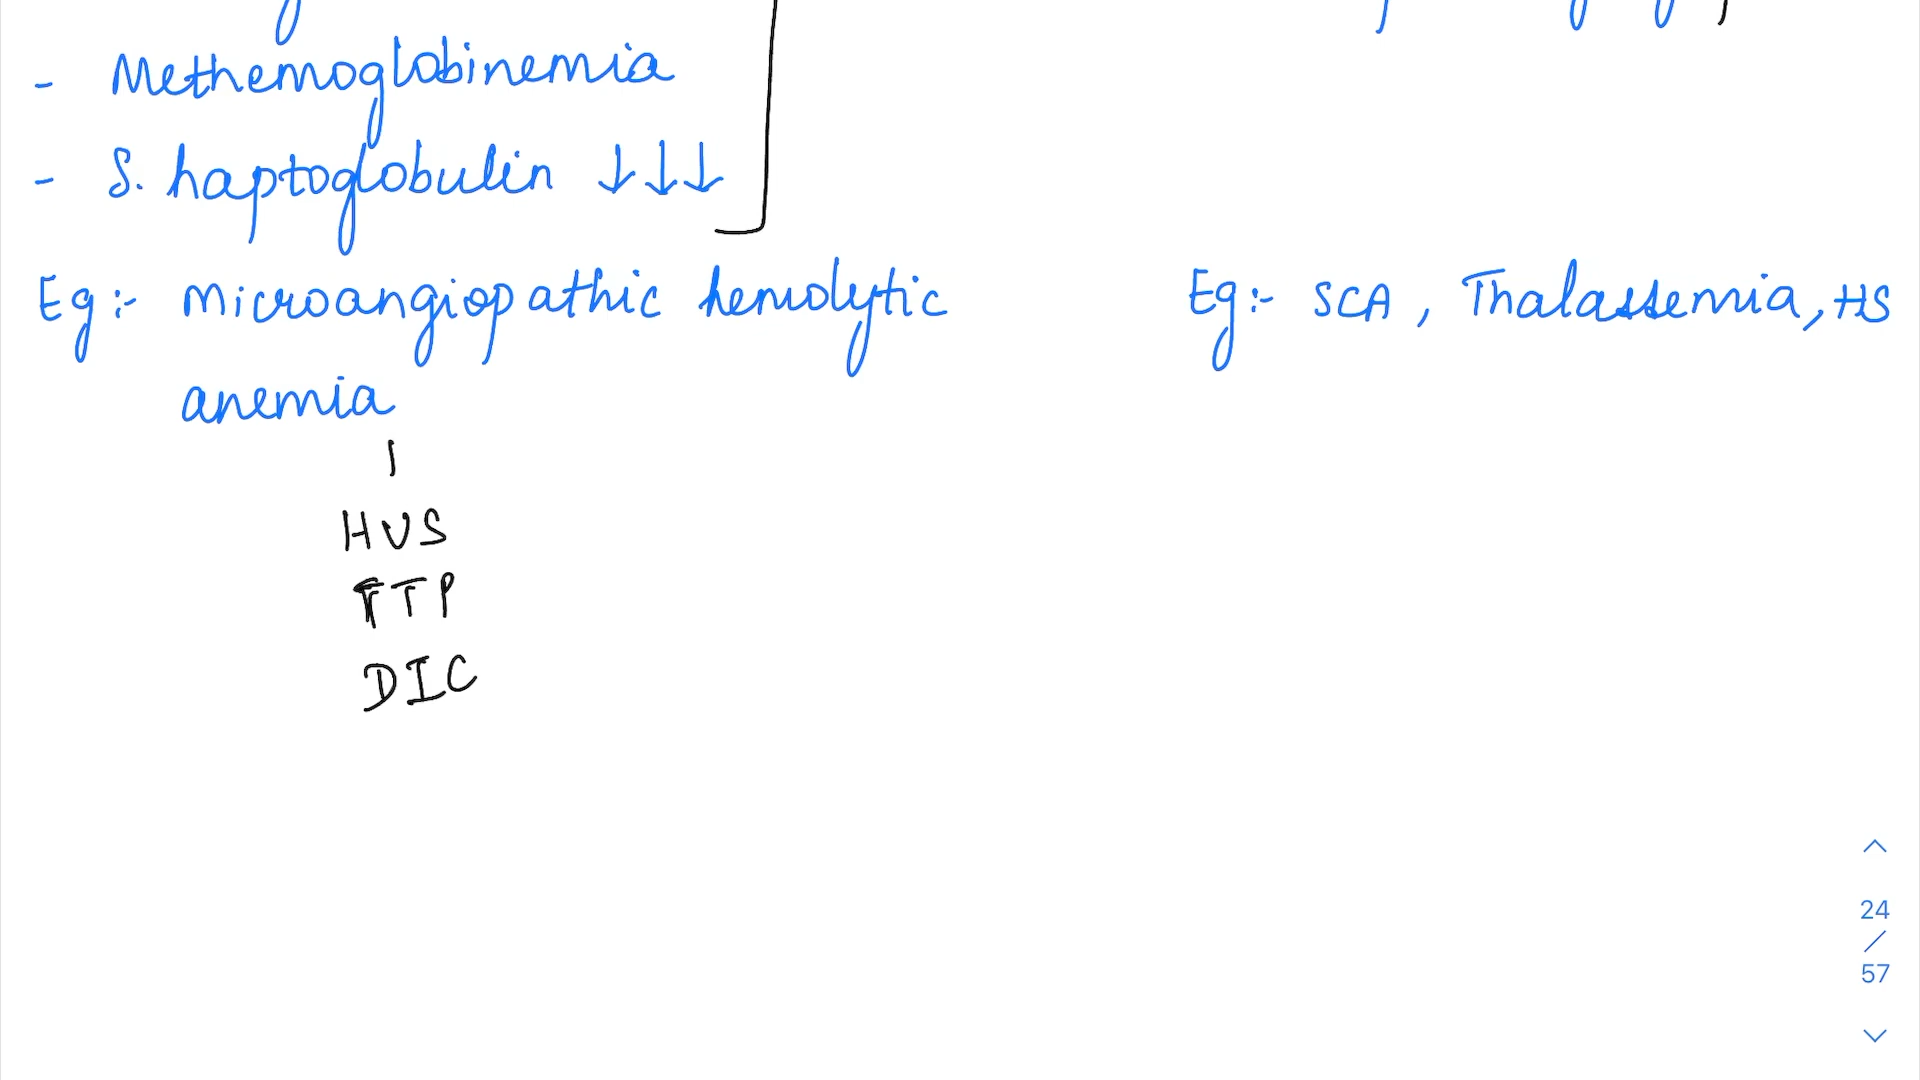 - Methemoglobinemia
- S. haptoglobulin ↓↓↓
Eg:- microangiopathic hemolytic
anemia
HUS
TTP
DIC
Eg:- SCA, Thalassemia, HS
24
/
57